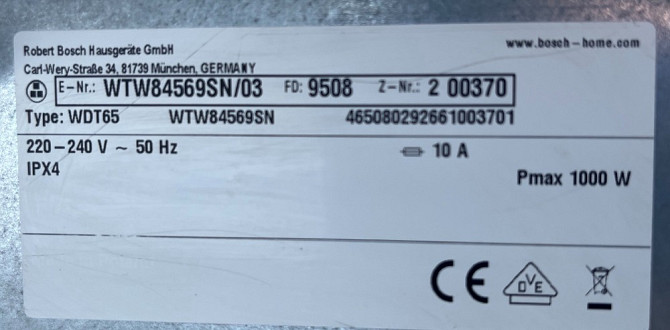 Robert Bosch Hausgeräte GmbH www.bosch-home.com
Carl-Wery-Straße 34, 81739 München, GERMANY
E-Nr.: WTW84569SN/03 FD: 9508 Z-Nr.: 2 00370
Type: WDT65 WTW84569SN 465080292661003701
220-240 V ~ 50 Hz 10 A
IPX4 Pmax 1000 W
CE DVE